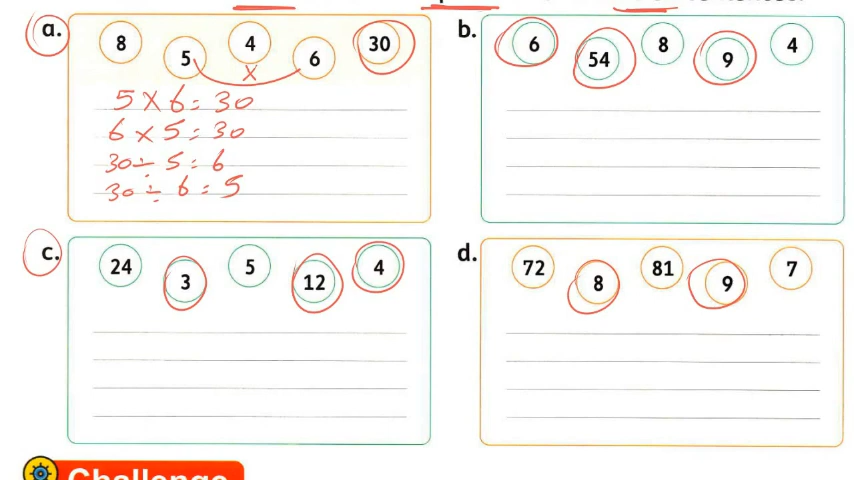 a.
8 5 4 6 30
X
5 X 6 = 30
6 x 5 = 30
30 ÷ 5 = 6
30 ÷ 6 = 5
b.
6 54 8 9 4
c.
24 3 5 12 4
d.
72 8 81 9 7